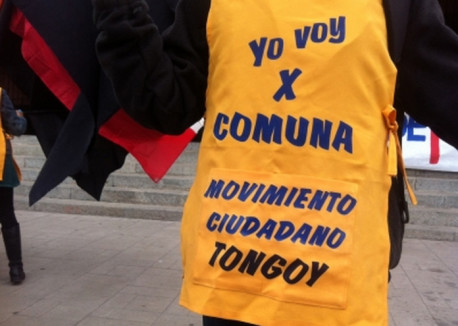 Yo voy
X
COMUNA
MOVIMIENTO
CIUDADANO
TONGOY